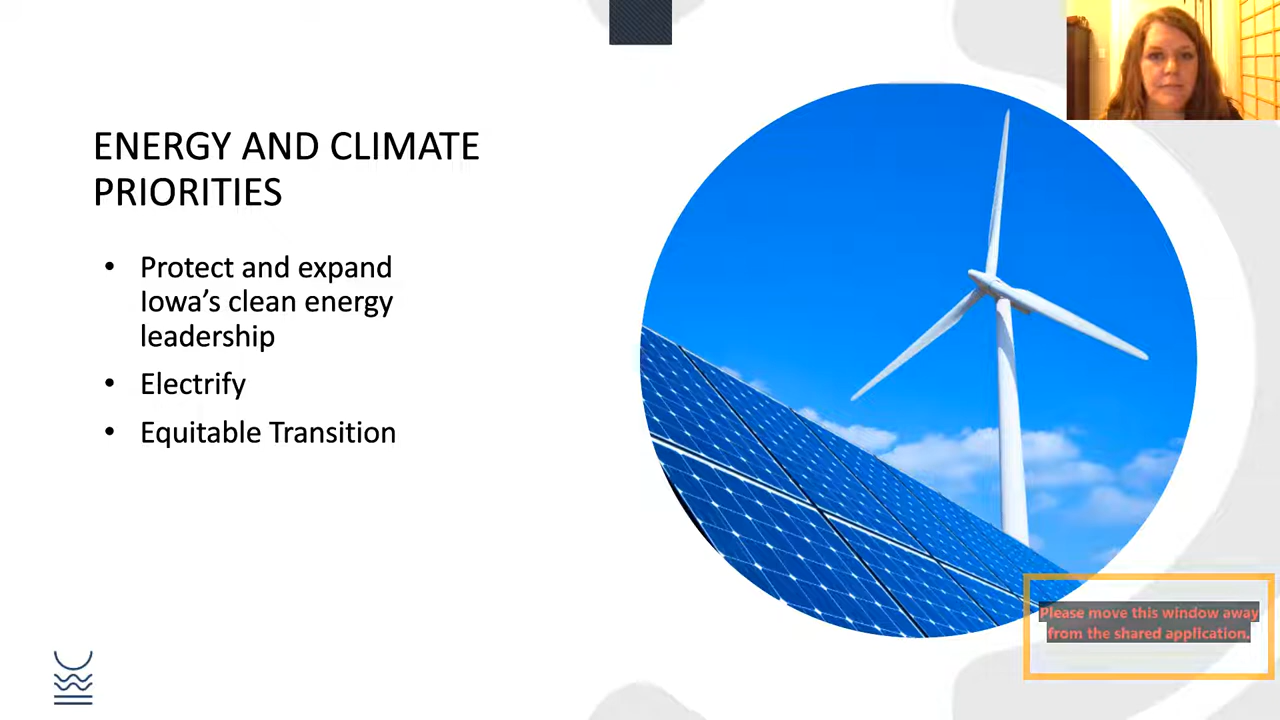 ENERGY AND CLIMATE
PRIORITIES
• Protect and expand
Iowa’s clean energy
leadership
• Electrify
• Equitable Transition
Please move this window away
from the shared application.